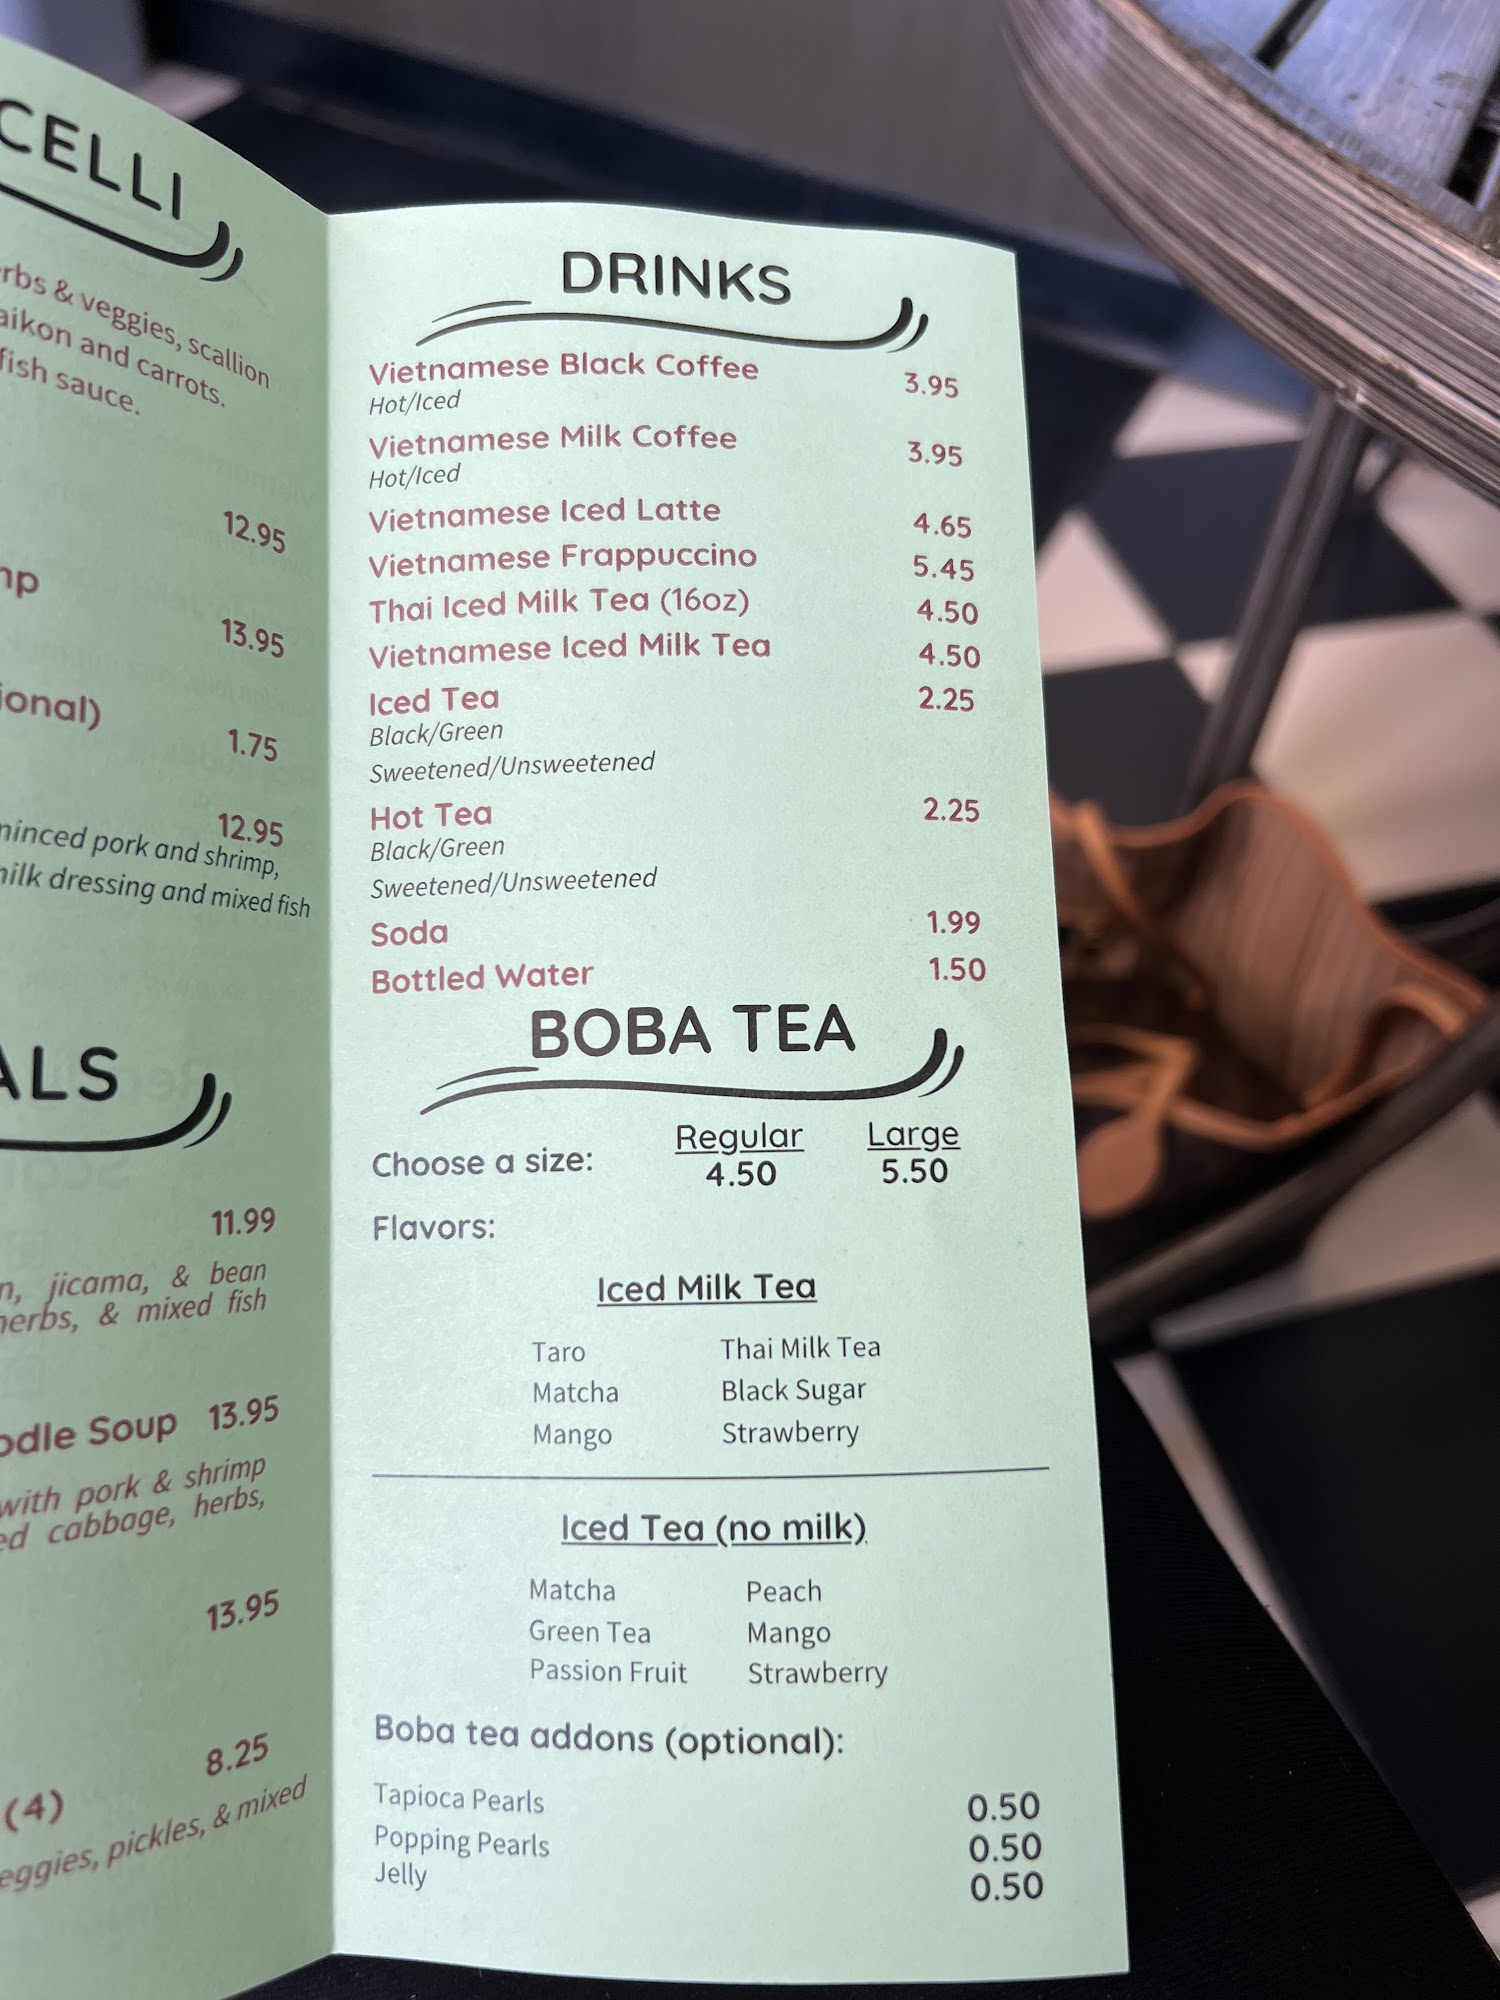 CELLI
rbs & veggies, scallion
aikon and carrots.
fish sauce.
12.95
13.95
ional)
1.75
12.95
minced pork and shrimp,
milk dressing and mixed fish
ALS
11.99
n, jicama, & bean
herbs, & mixed fish
odle Soup 13.95
with pork & shrimp
ed cabbage, herbs,
13.95
8.25
(4)
eggies, pickles, & mixed
DRINKS
Vietnamese Black Coffee 3.95
Hot/Iced
Vietnamese Milk Coffee 3.95
Hot/Iced
Vietnamese Iced Latte 4.65
Vietnamese Frappuccino 5.45
Thai Iced Milk Tea (16oz) 4.50
Vietnamese Iced Milk Tea 4.50
Iced Tea 2.25
Black/Green
Sweetened/Unsweetened
Hot Tea 2.25
Black/Green
Sweetened/Unsweetened
Soda 1.99
Bottled Water 1.50
BOBA TEA
Regular Large
Choose a size: 4.50 5.50
Flavors:
Iced Milk Tea
Taro Thai Milk Tea
Matcha Black Sugar
Mango Strawberry
Iced Tea (no milk)
Matcha Peach
Green Tea Mango
Passion Fruit Strawberry
Boba tea addons (optional):
Tapioca Pearls 0.50
Popping Pearls 0.50
Jelly 0.50